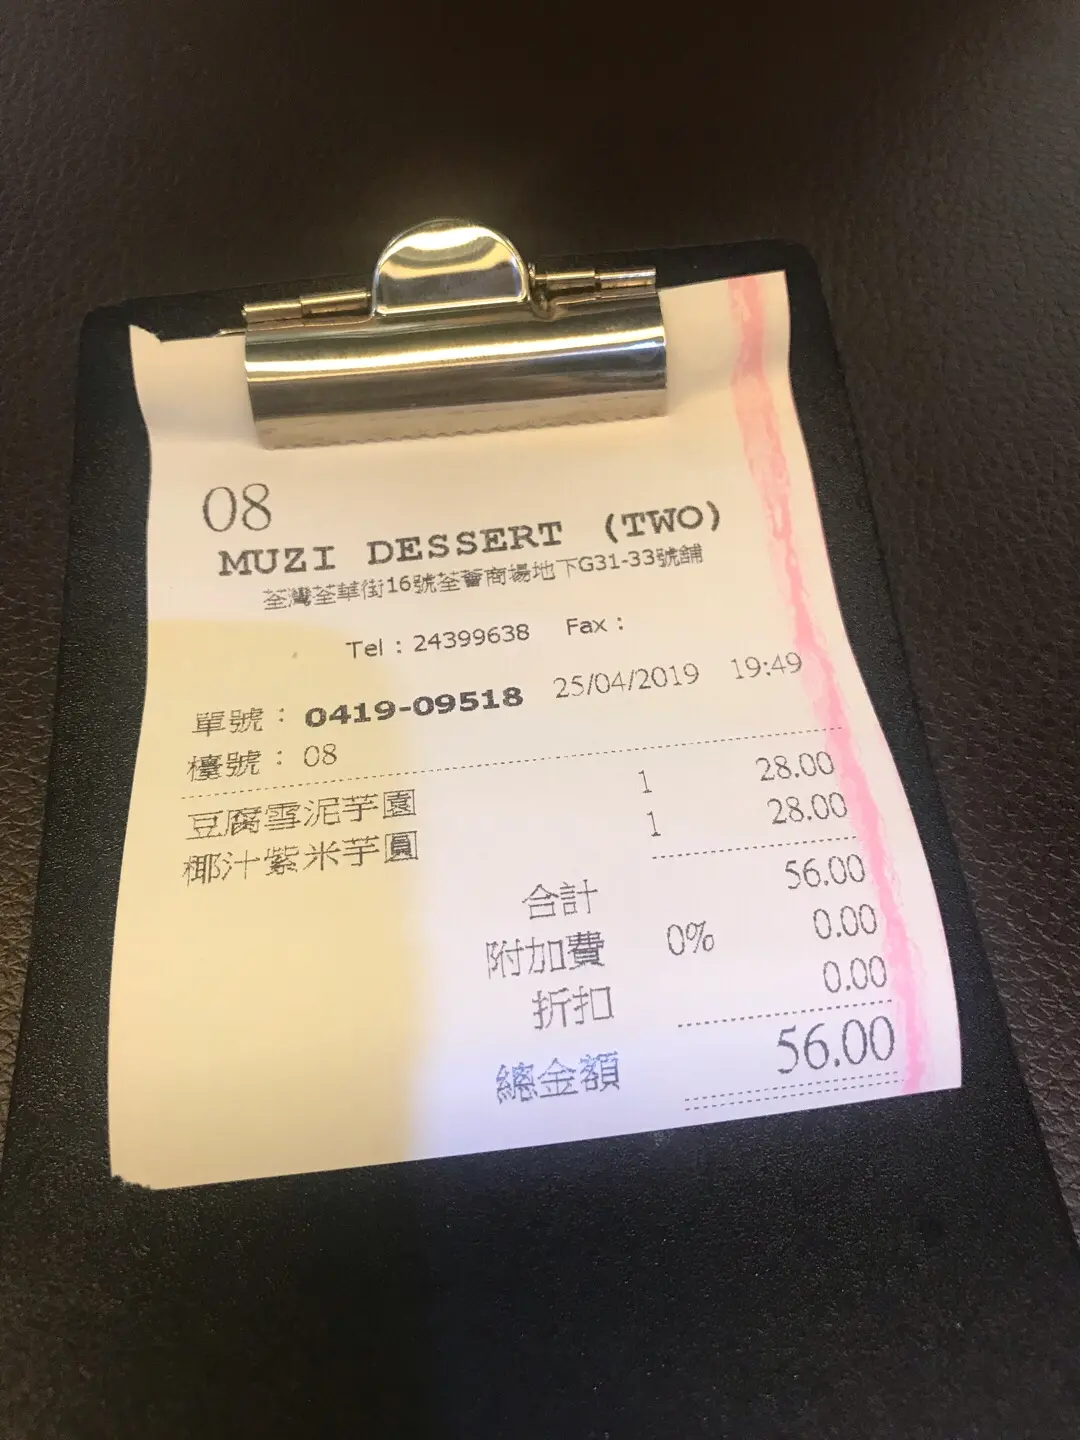 08
MUZI DESSERT (TWO)
荃灣荃華街16號荃薈商場地下G31-33號舖
Tel : 24399638 Fax :
單號 : 0419-09518 25/04/2019 19:49
檯號 : 08
豆腐雪泥芋園 1 28.00
椰汁紫米芋圓 1 28.00
合計 56.00
附加費 0% 0.00
折扣 0.00
總金額 56.00